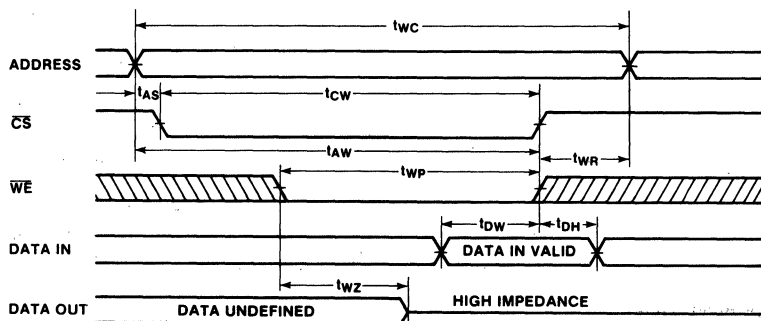 tWC
ADDRESS
tAS
tCW
CS
tAW
tWR
tWP
WE
tDW
tDH
DATA IN
DATA IN VALID
tWZ
HIGH IMPEDANCE
DATA OUT
DATA UNDEFINED